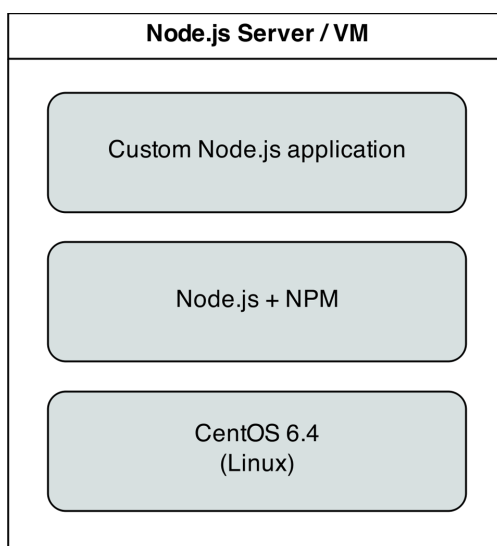 Node.js Server / VM
Custom Node.js application
Node.js + NPM
CentOS 6.4
(Linux)